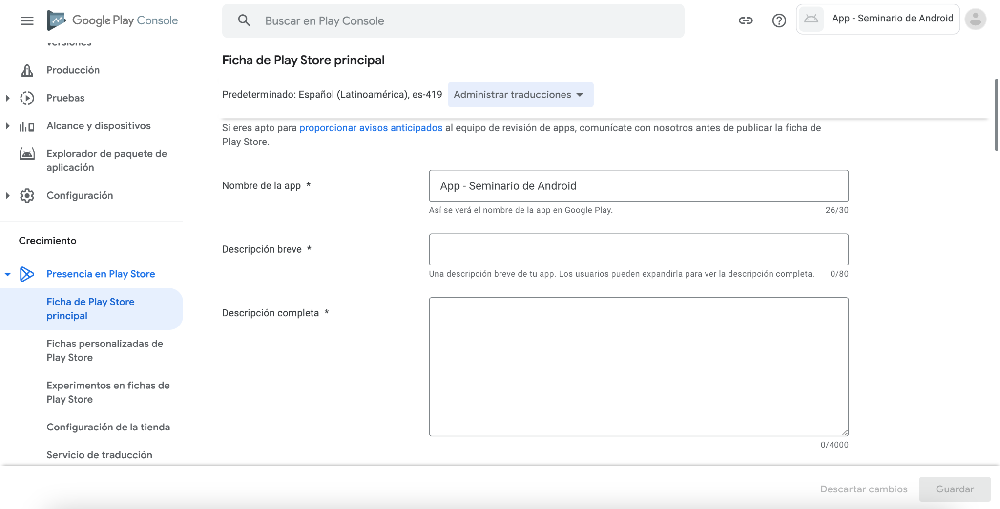 Google Play Console
Buscar en Play Console
App - Seminario de Android
versiones
Producción
Pruebas
Alcance y dispositivos
Explorador de paquete de
aplicación
Configuración
Crecimiento
Presencia en Play Store
Ficha de Play Store
principal
Fichas personalizadas de
Play Store
Experimentos en fichas de
Play Store
Configuración de la tienda
Servicio de traducción
Ficha de Play Store principal
Predeterminado: Español (Latinoamérica), es-419
Administrar traducciones
Si eres apto para proporcionar avisos anticipados al equipo de revisión de apps, comunícate con nosotros antes de publicar la ficha de
Play Store.
Nombre de la app *
App - Seminario de Android
Así se verá el nombre de la app en Google Play.
26/30
Descripción breve *
Una descripción breve de tu app. Los usuarios pueden expandirla para ver la descripción completa.
0/80
Descripción completa *
0/4000
Descartar cambios
Guardar